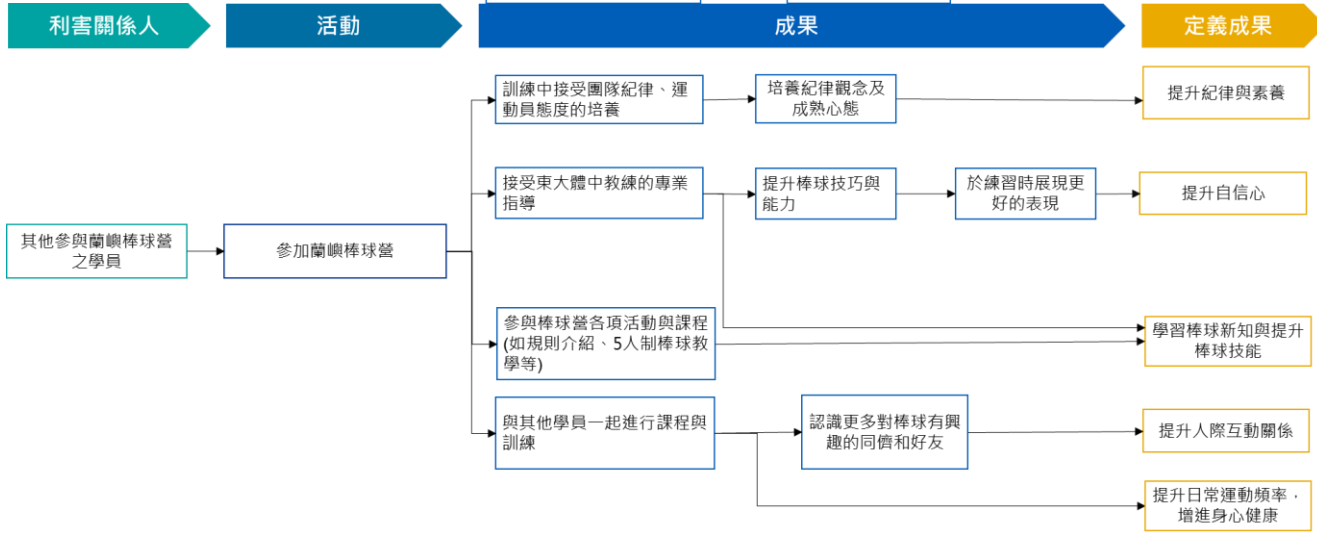 利害關係人
活動
成果
定義成果
訓練中接受團隊紀律、運
動員態度的培養
培養紀律觀念及
成熟心態
提升紀律與素養
接受東大體中教練的專業
指導
提升棒球技巧與
能力
於練習時展現更
好的表現
提升自信心
其他參與蘭嶼棒球營
之學員
參加蘭嶼棒球營
參與棒球營各項活動與課程
(如規則介紹、5人制棒球教
學等)
學習棒球新知與提升
棒球技能
與其他學員一起進行課程與
訓練
認識更多對棒球有興
趣的同儕和好友
提升人際互動關係
提升日常運動頻率，
增進身心健康